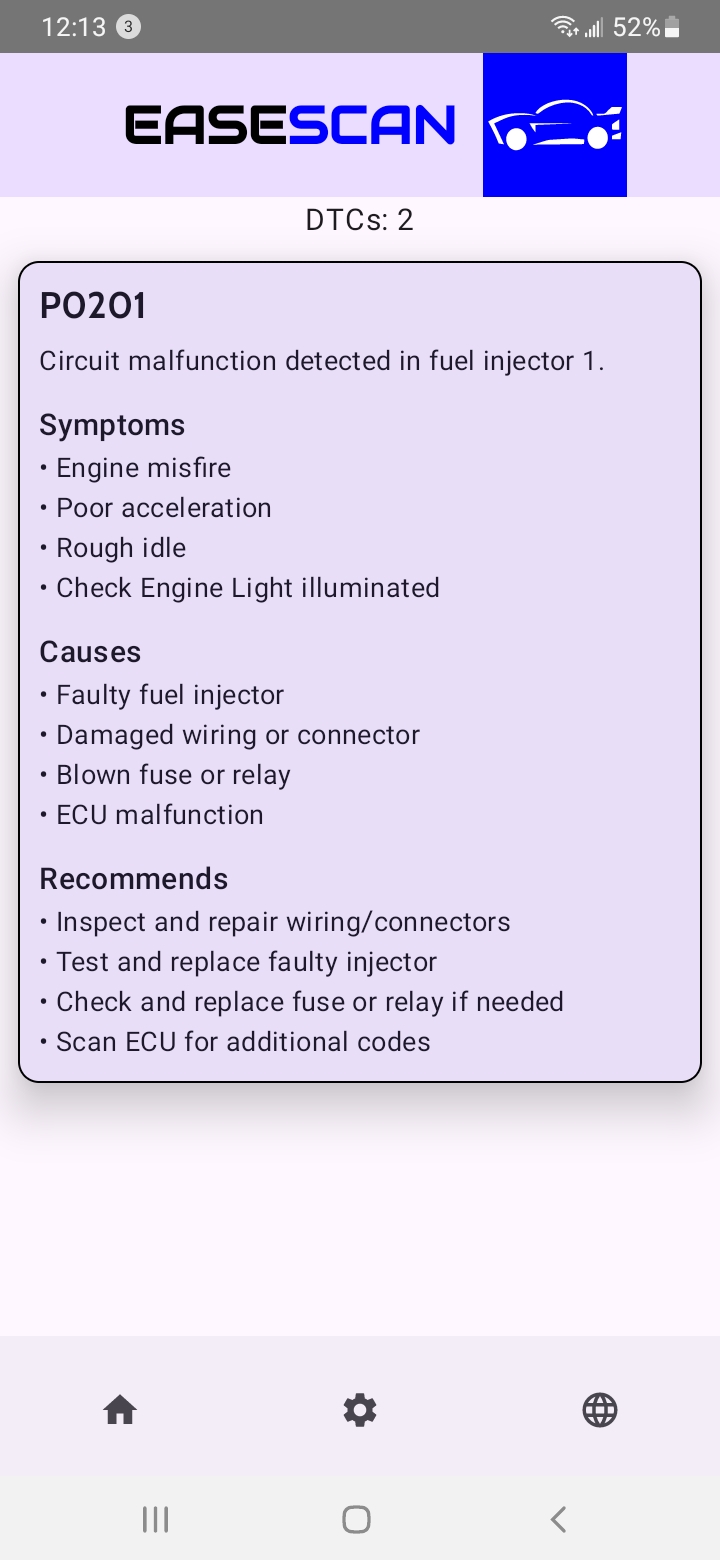 12:13 3 52%
EASESCAN
DTCs: 2
P0201
Circuit malfunction detected in fuel injector 1.
Symptoms
• Engine misfire
• Poor acceleration
• Rough idle
• Check Engine Light illuminated
Causes
• Faulty fuel injector
• Damaged wiring or connector
• Blown fuse or relay
• ECU malfunction
Recommends
• Inspect and repair wiring/connectors
• Test and replace faulty injector
• Check and replace fuse or relay if needed
• Scan ECU for additional codes